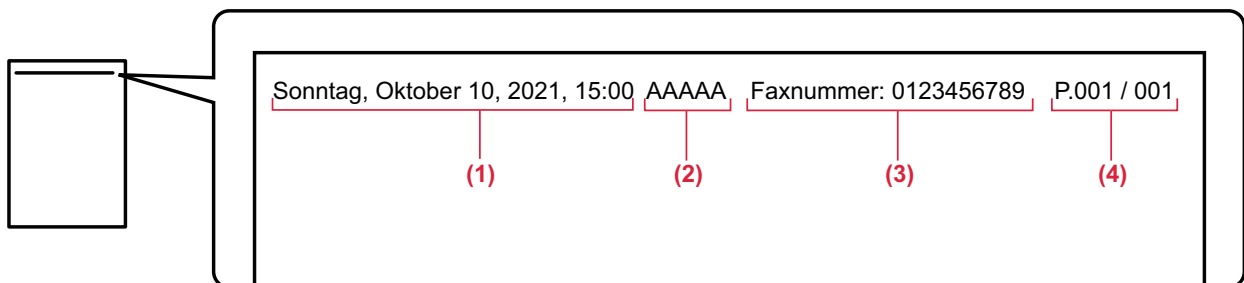 Sonntag, Oktober 10, 2021, 15:00 AAAAA Faxnummer: 0123456789 P.001 / 001
(1) (2) (3) (4)